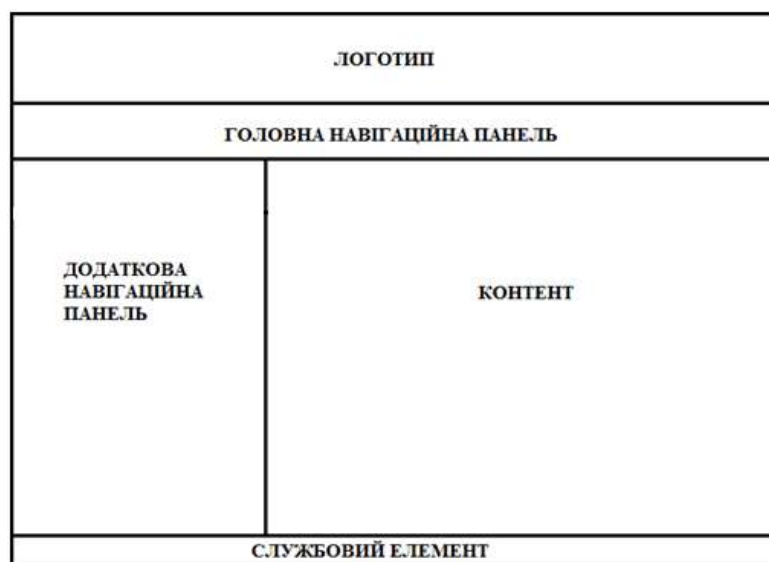 ЛОГОТИП
ГОЛОВНА НАВІГАЦІЙНА ПАНЕЛЬ
ДОДАТКОВА
НАВІГАЦІЙНА
ПАНЕЛЬ
КОНТЕНТ
СЛУЖБОВИЙ ЕЛЕМЕНТ